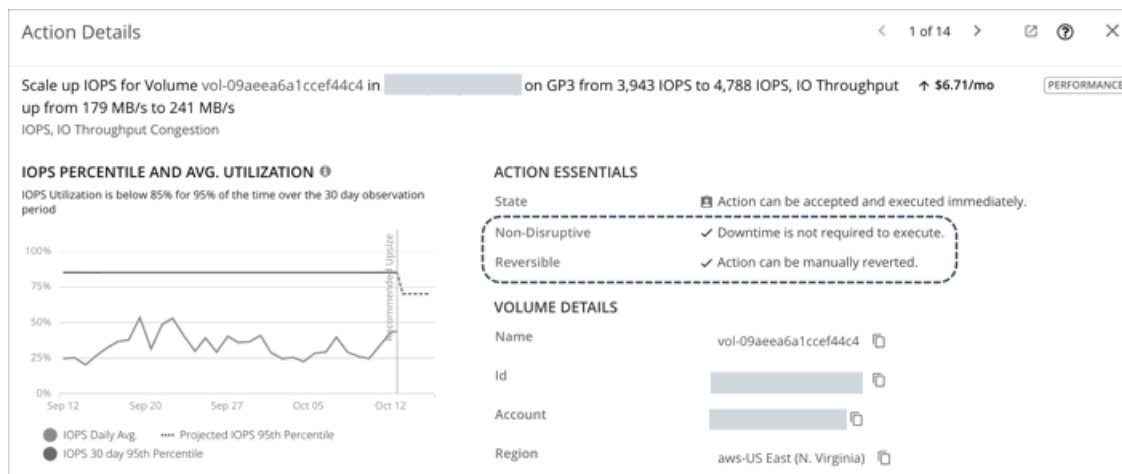 Action Details
1 of 14
Scale up IOPS for Volume vol-09aeea6a1ccef44c4 in on GP3 from 3,943 IOPS to 4,788 IOPS, IO Throughput
up from 179 MB/s to 241 MB/s
↑ $6.71/mo
PERFORMANCE
IOPS, IO Throughput Congestion
IOPS PERCENTILE AND AVG. UTILIZATION
IOPS Utilization is below 85% for 95% of the time over the 30 day observation
period
100%
75%
50%
25%
0%
Recommended Upsize
Sep 12 Sep 20 Sep 27 Oct 05 Oct 12
IOPS Daily Avg. Projected IOPS 95th Percentile
IOPS 30 day 95th Percentile
ACTION ESSENTIALS
State Action can be accepted and executed immediately.
Non-Disruptive ✓ Downtime is not required to execute.
Reversible ✓ Action can be manually reverted.
VOLUME DETAILS
Name vol-09aeea6a1ccef44c4
Id
Account
Region aws-US East (N. Virginia)